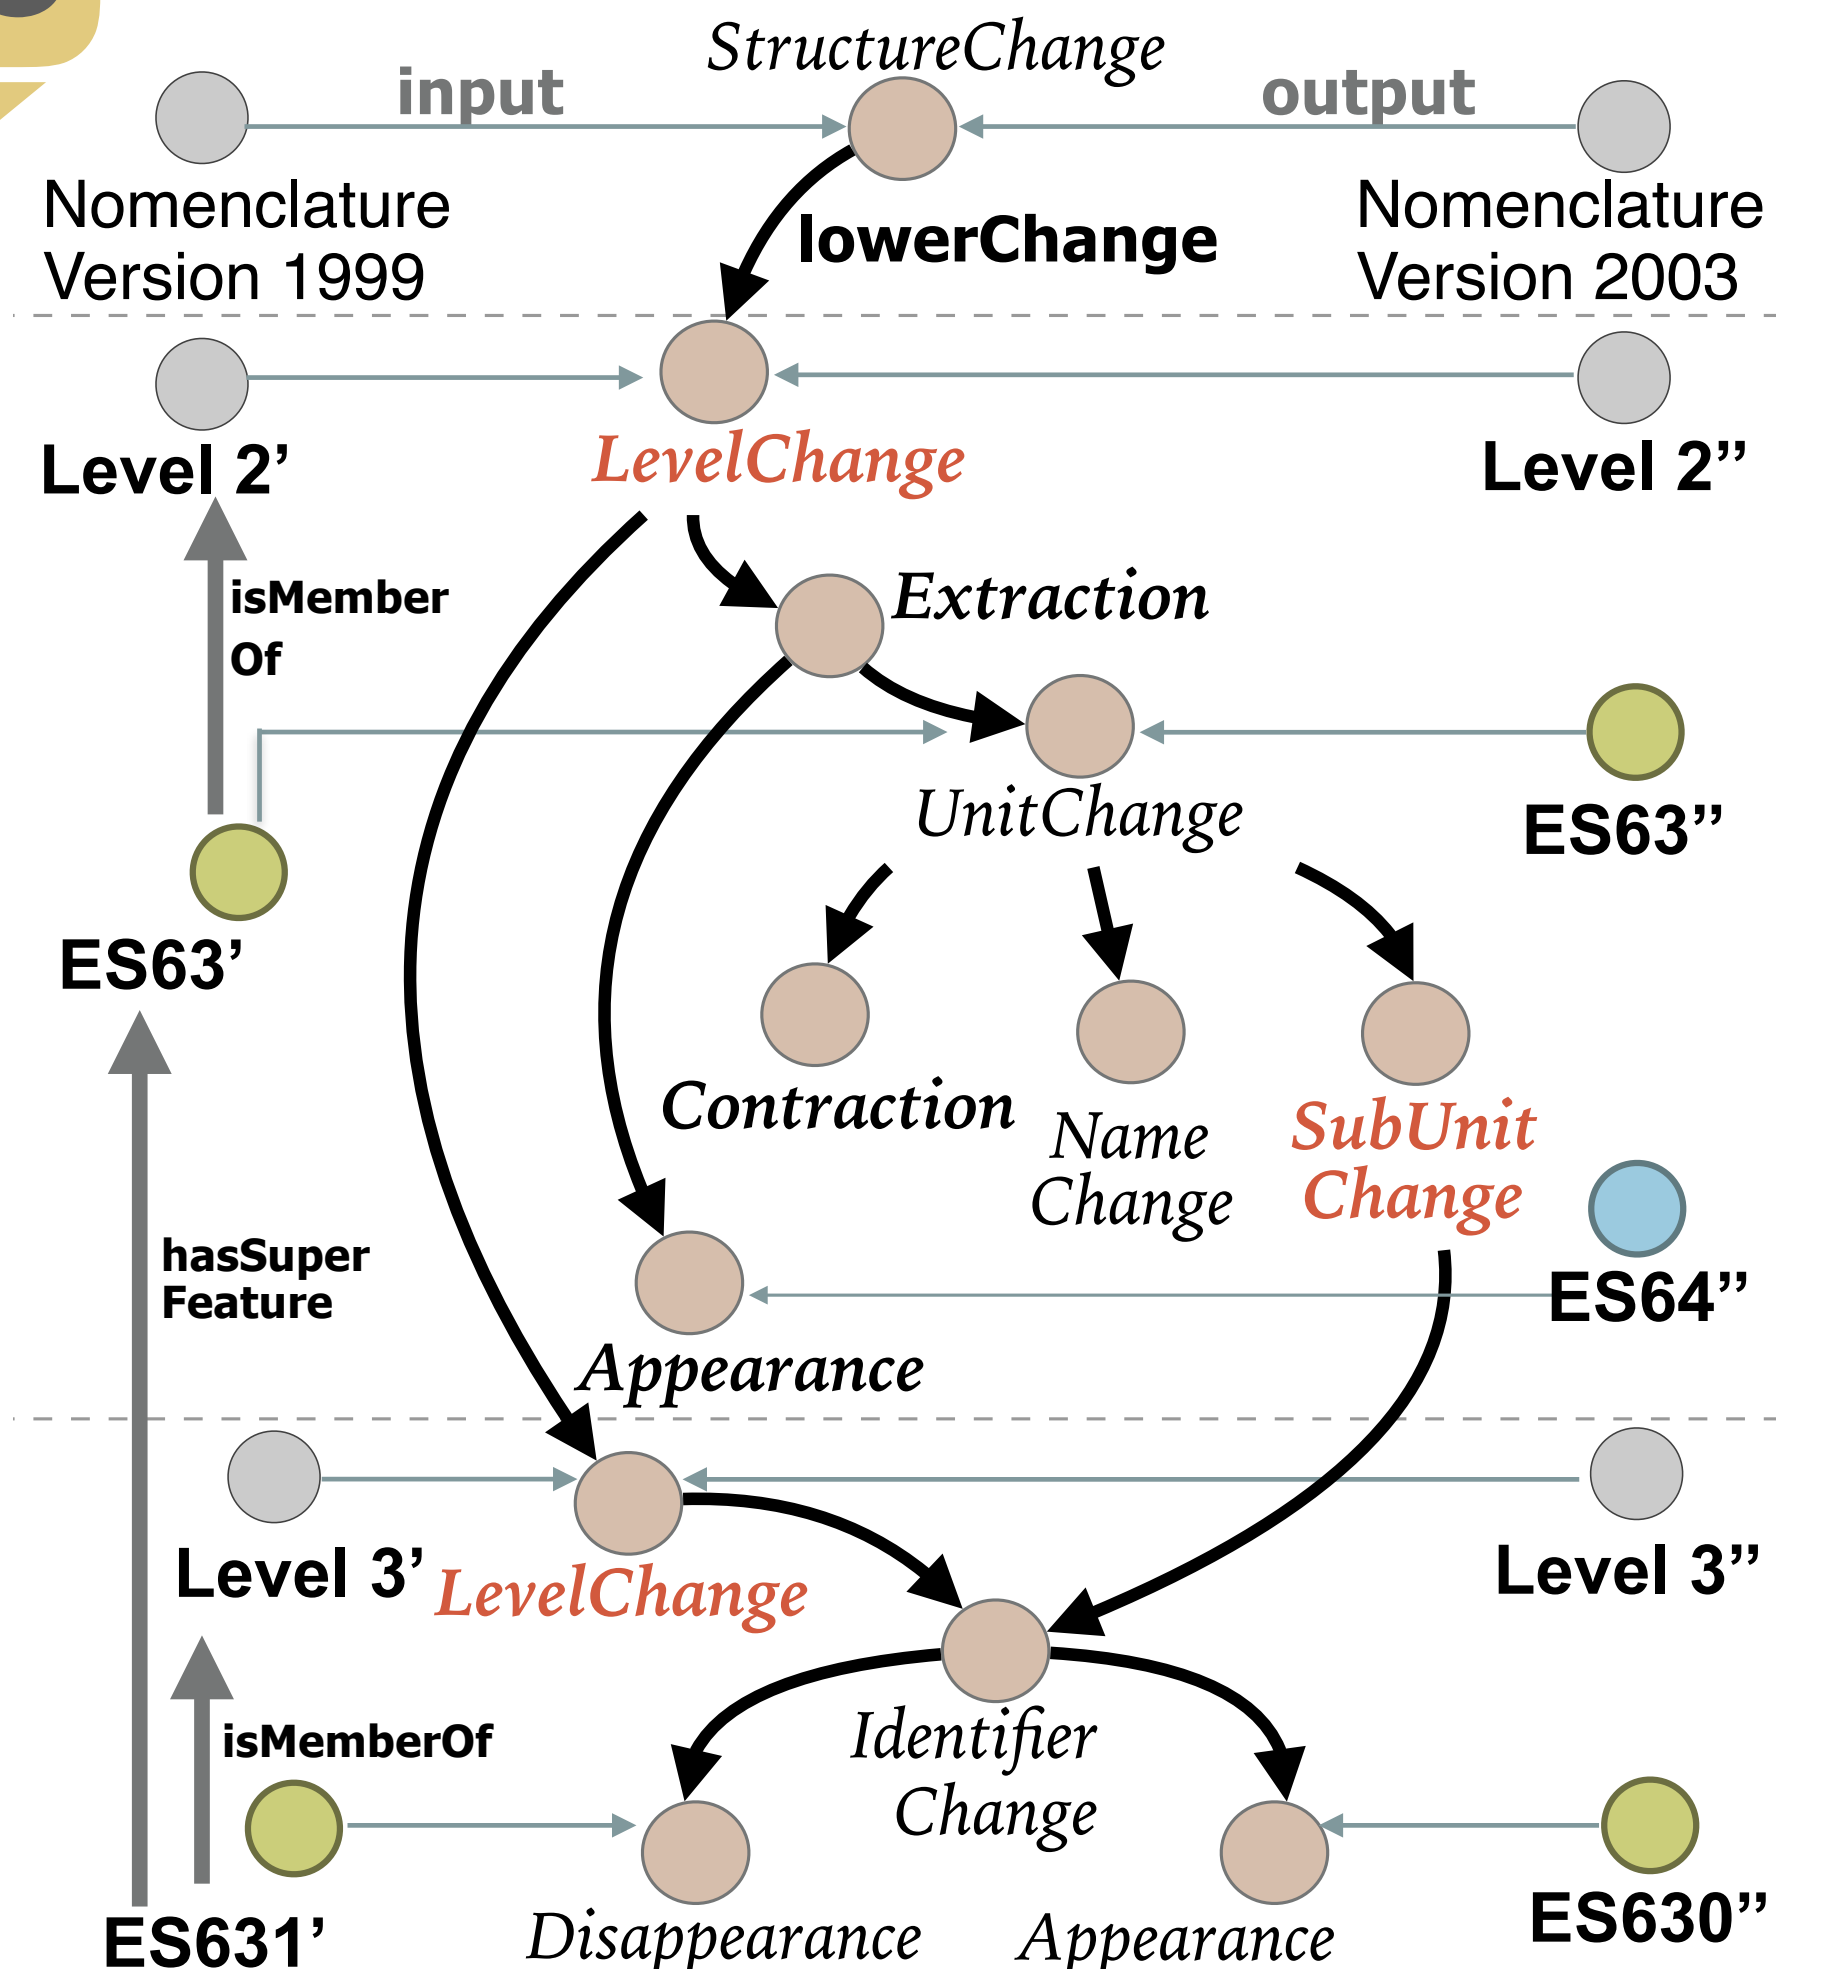 StructureChange
input
output
Nomenclature
Version 1999
Nomenclature
Version 2003
lowerChange
Level 2’
LevelChange
Level 2”
isMember
Of
Extraction
UnitChange
ES63”
ES63’
Contraction
Name
Change
SubUnit
Change
hasSuper
Feature
ES64”
Appearance
Level 3’
LevelChange
Level 3”
isMemberOf
Identifier
Change
ES631’
Disappearance
Appearance
ES630”